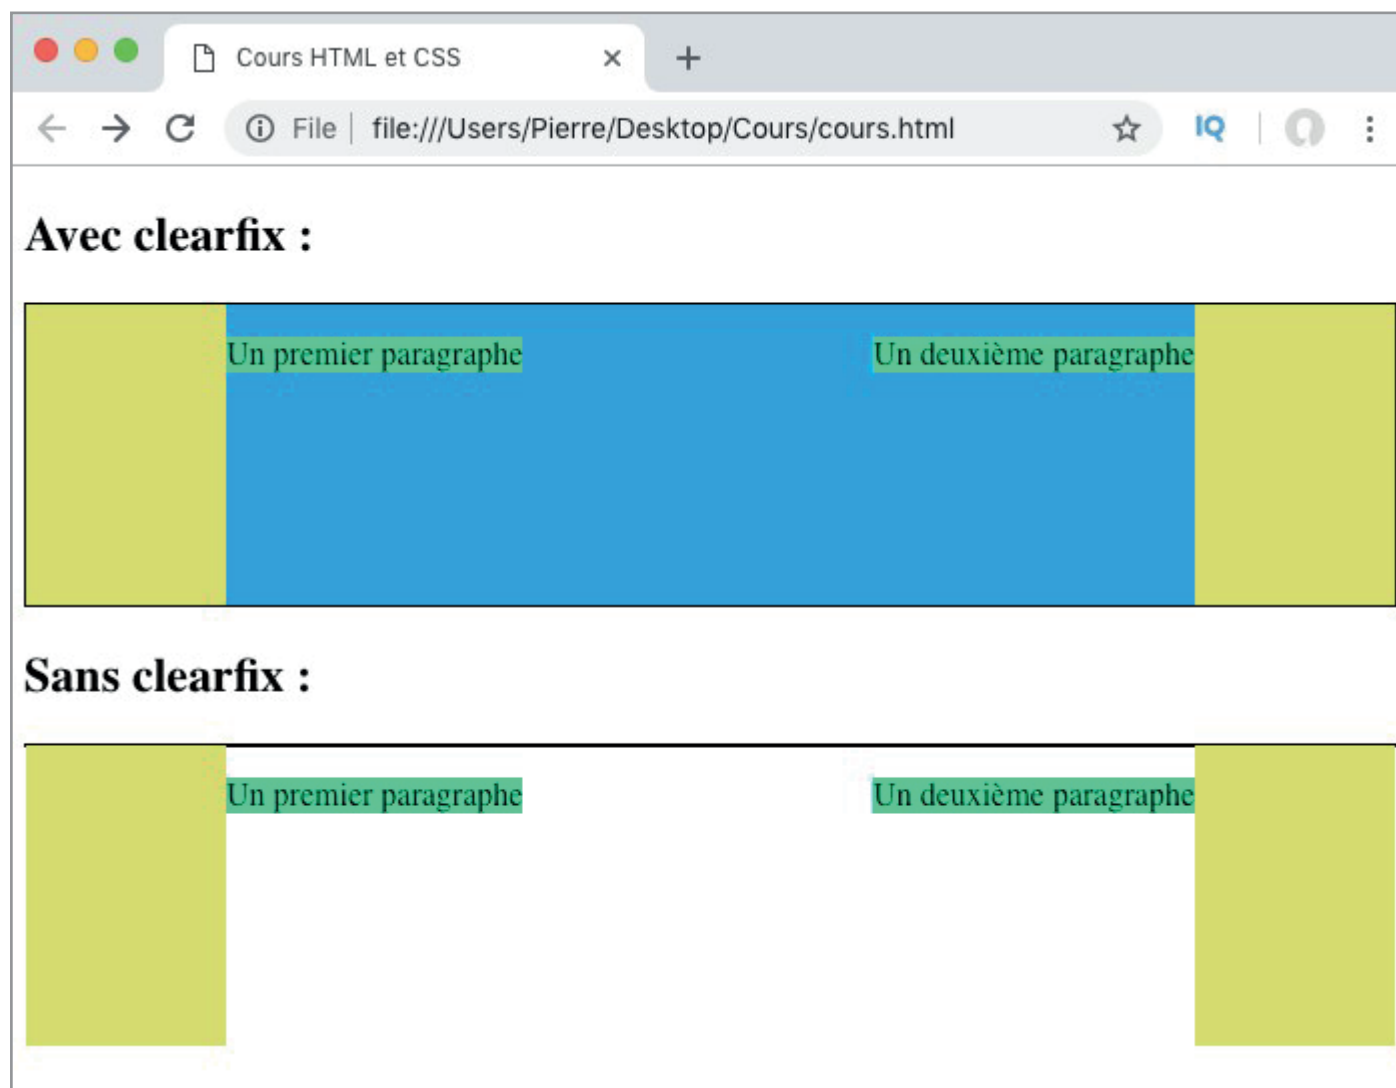 Cours HTML et CSS
File file:///Users/Pierre/Desktop/Cours/cours.html IQ
Avec clearfix :
Un premier paragraphe Un deuxième paragraphe
Sans clearfix :
Un premier paragraphe Un deuxième paragraphe